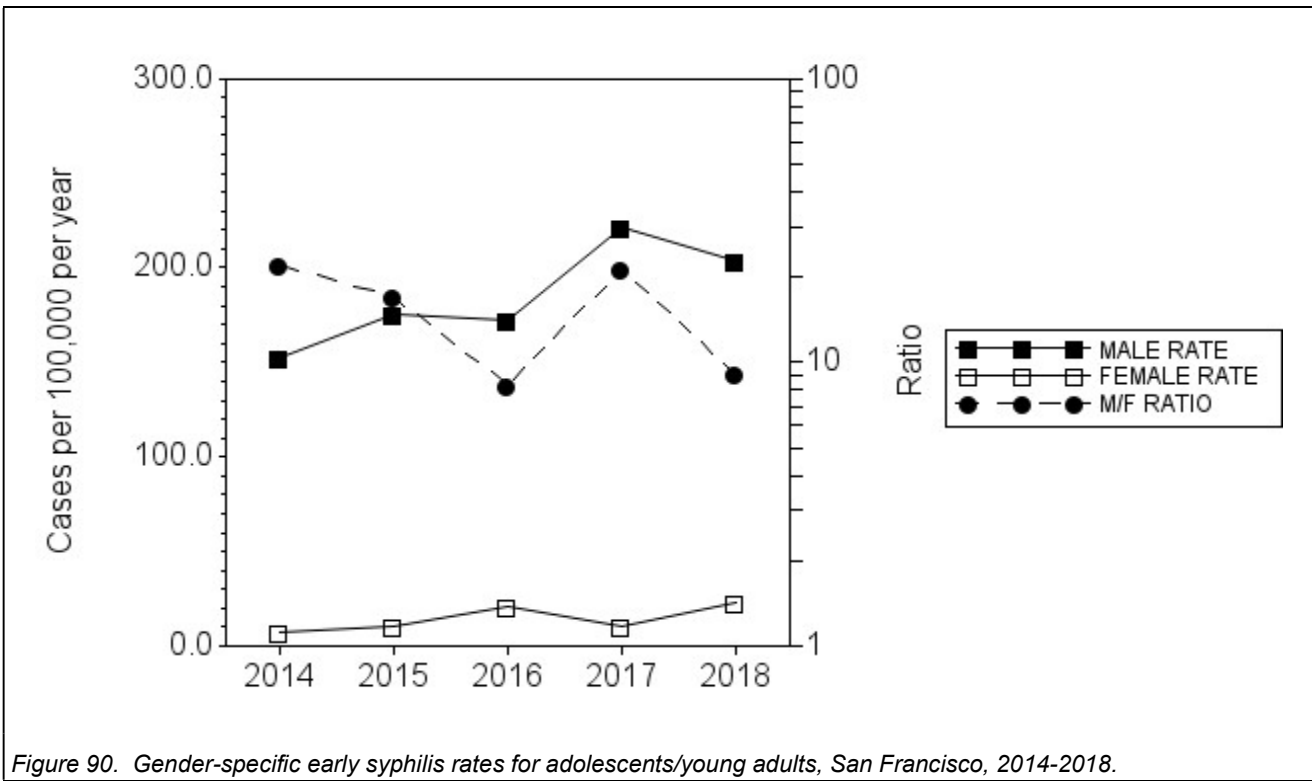 300.0
200.0
100.0
0.0
Cases per 100,000 per year
2014 2015 2016 2017 2018
100
10
1
Ratio
MALE RATE
FEMALE RATE
M/F RATIO
Figure 90. Gender-specific early syphilis rates for adolescents/young adults, San Francisco, 2014-2018.